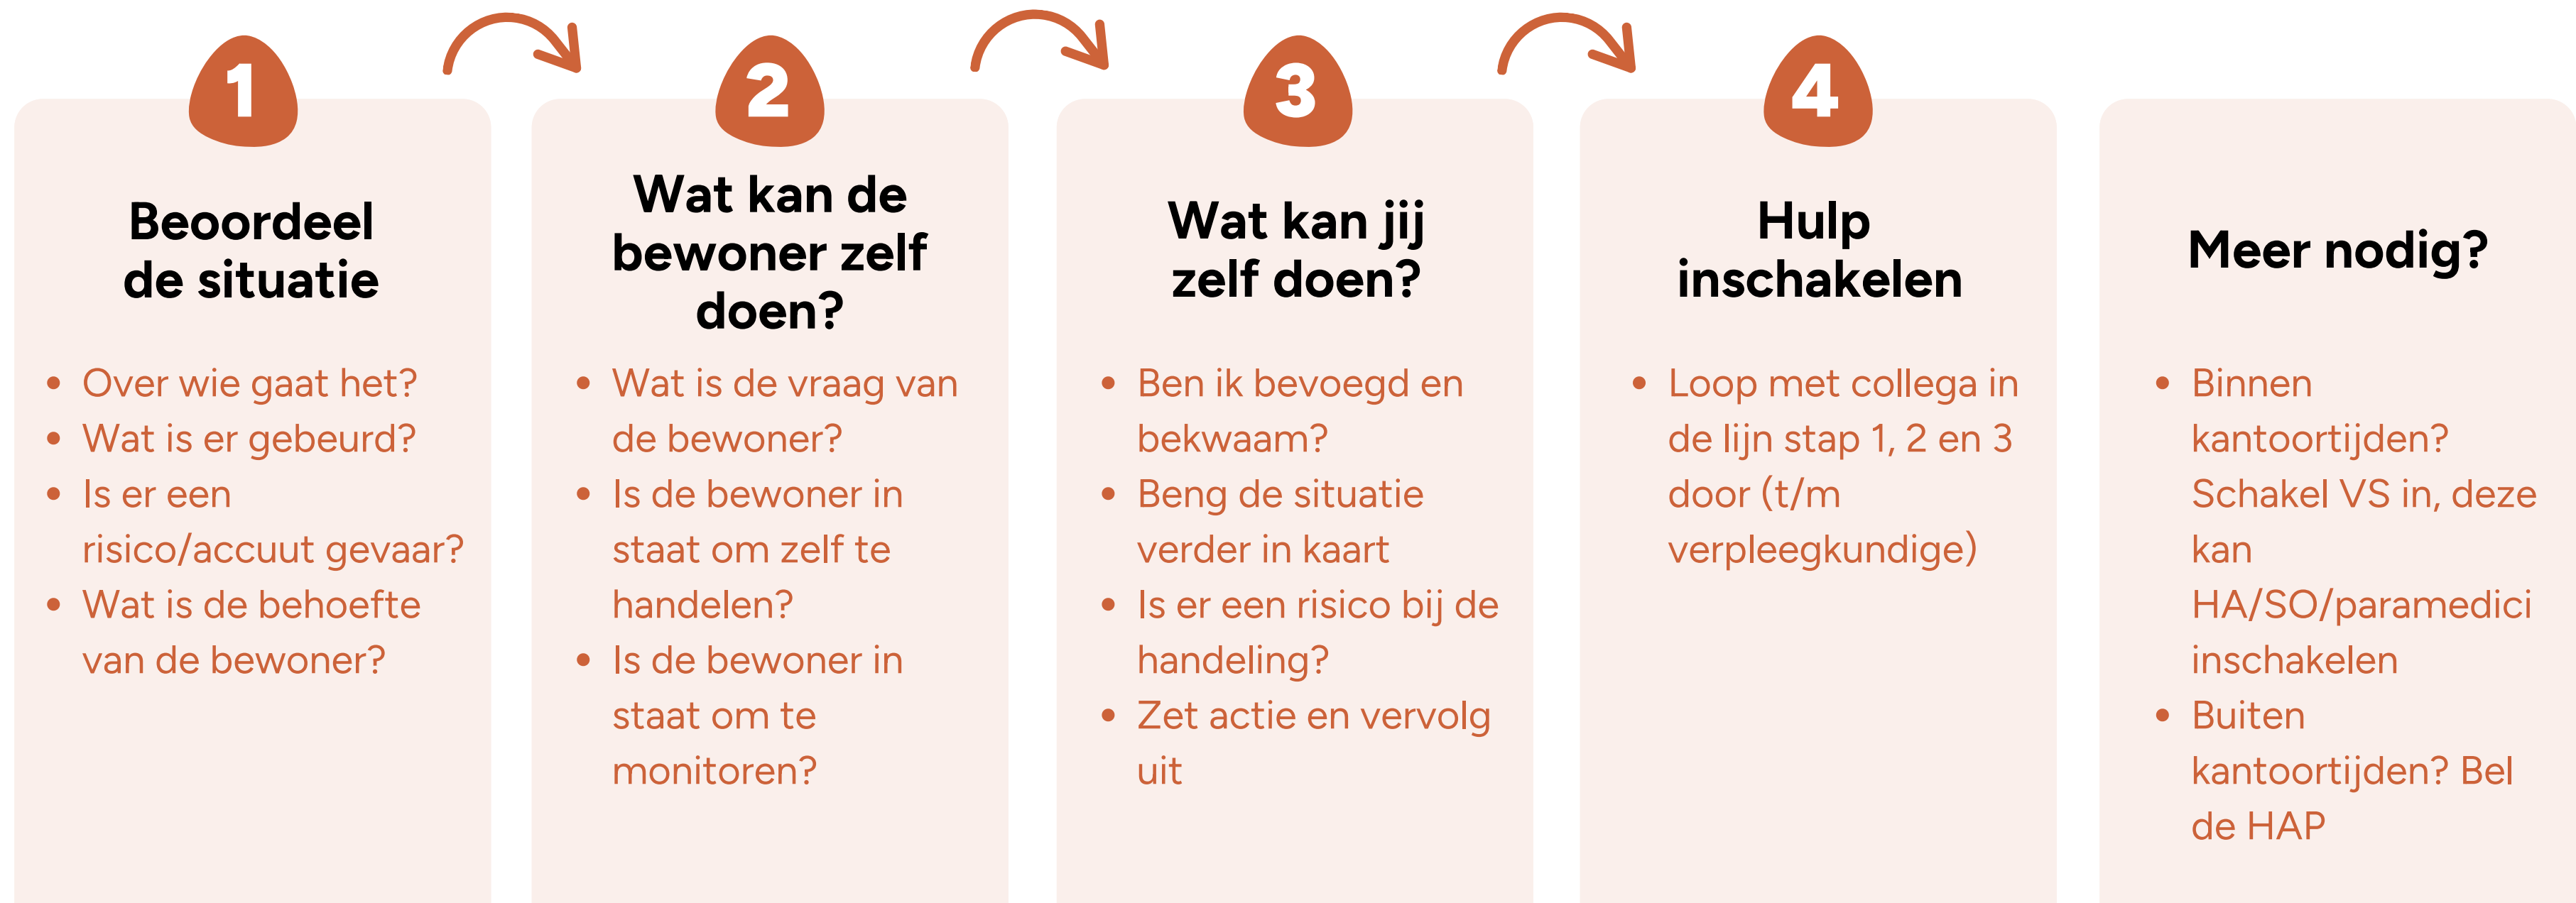 1
Beoordeel
de situatie
• Over wie gaat het?
• Wat is er gebeurd?
• Is er een
risico/accuut gevaar?
• Wat is de behoefte
van de bewoner?
2
Wat kan de
bewoner zelf
doen?
• Wat is de vraag van
de bewoner?
• Is de bewoner in
staat om zelf te
handelen?
• Is de bewoner in
staat om te
monitoren?
3
Wat kan jij
zelf doen?
• Ben ik bevoegd en
bekwaam?
• Beng de situatie
verder in kaart
• Is er een risico bij de
handeling?
• Zet actie en vervolg
uit
4
Hulp
inschakelen
• Loop met collega in
de lijn stap 1, 2 en 3
door (t/m
verpleegkundige)
Meer nodig?
• Binnen
kantoortijden?
Schakel VS in, deze
kan
HA/SO/paramedici
inschakelen
• Buiten
kantoortijden? Bel
de HAP